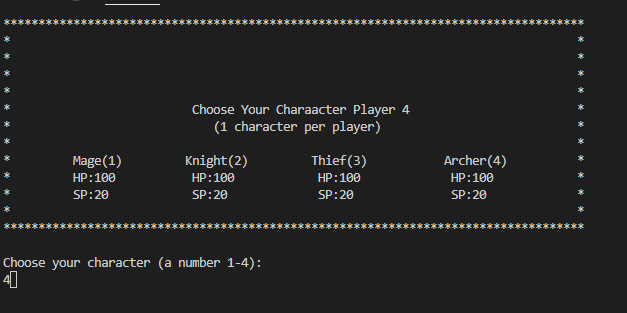 ***********************************************************************************
* *
* *
* *
* *
* Choose Your Charaacter Player 4 *
* (1 character per player) *
* *
* Mage(1) Knight(2) Thief(3) Archer(4) *
* HP:100 HP:100 HP:100 HP:100 *
* SP:20 SP:20 SP:20 SP:20 *
* *
***********************************************************************************
Choose your character (a number 1-4):
4